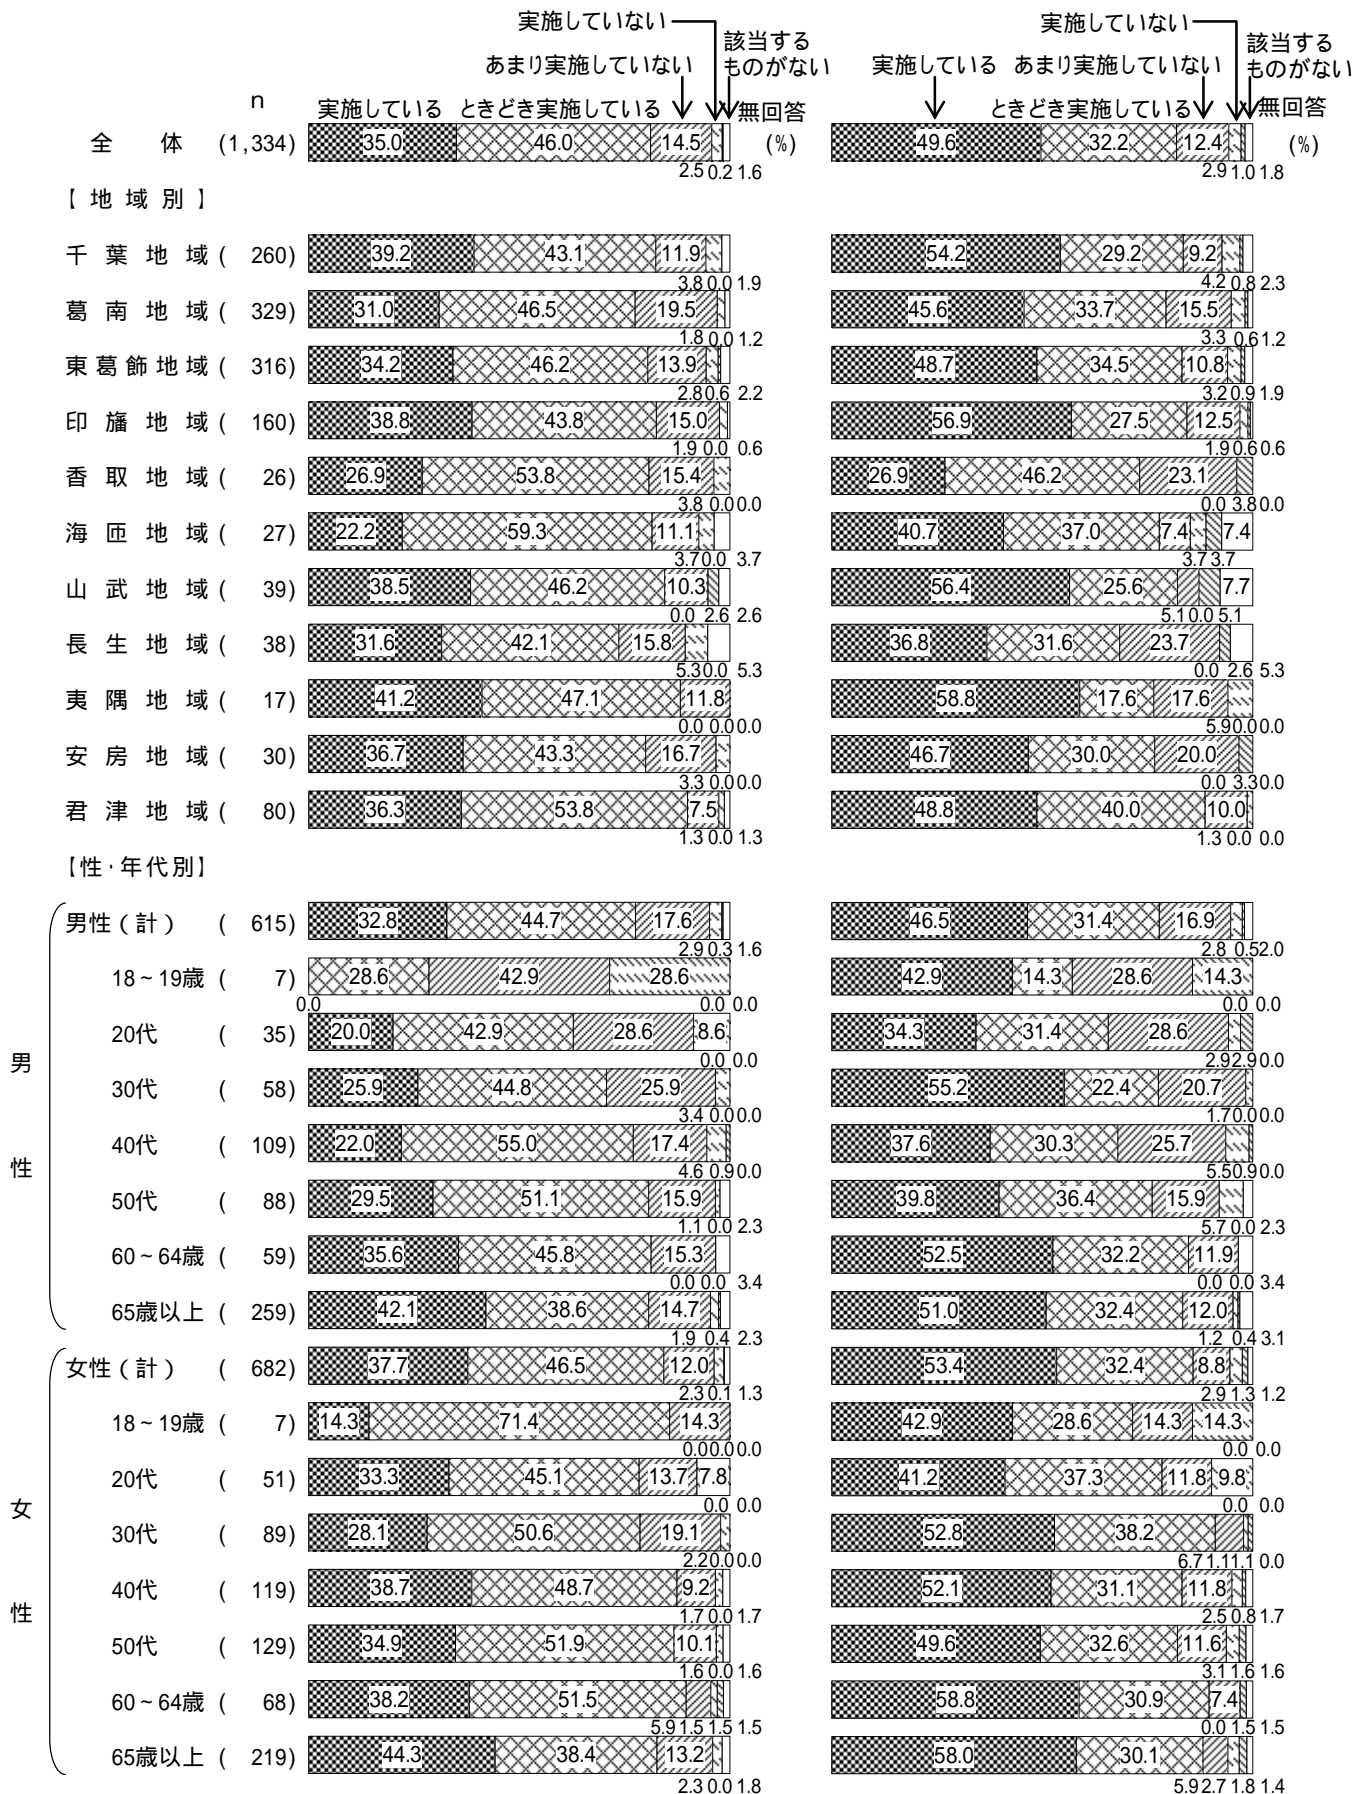 実施していない 実施していない
該当する 該当する
あまり実施していない ものがない 実施している あまり実施していない ものがない
n 実施している ときどき実施している 無回答 ときどき実施している 無回答
全体 (1,334) 35.0 46.0 14.5 (%) 49.6 32.2 12.4 (%)
2.5 0.2 1.6 2.9 1.0 1.8
【地域別】
千葉地域 ( 260) 39.2 43.1 11.9 54.2 29.2 9.2
3.8 0.0 1.9 4.2 0.8 2.3
葛南地域 ( 329) 31.0 46.5 19.5 45.6 33.7 15.5
1.8 0.0 1.2 3.3 0.6 1.2
東葛飾地域 ( 316) 34.2 46.2 13.9 48.7 34.5 10.8
2.8 0.6 2.2 3.2 0.9 1.9
印旛地域 ( 160) 38.8 43.8 15.0 56.9 27.5 12.5
1.9 0.0 0.6 1.9 0.6 0.6
香取地域 ( 26) 26.9 53.8 15.4 26.9 46.2 23.1
3.8 0.0 0.0 0.0 3.8 0.0
海匝地域 ( 27) 22.2 59.3 11.1 40.7 37.0 7.4 7.4
3.7 0.0 3.7 3.7 3.7
山武地域 ( 39) 38.5 46.2 10.3 56.4 25.6 7.7
0.0 2.6 2.6 5.1 0.0 5.1
長生地域 ( 38) 31.6 42.1 15.8 36.8 31.6 23.7
5.3 0.0 5.3 0.0 2.6 5.3
夷隅地域 ( 17) 41.2 47.1 11.8 58.8 17.6 17.6
0.0 0.0 0.0 5.9 0.0 0.0
安房地域 ( 30) 36.7 43.3 16.7 46.7 30.0 20.0
3.3 0.0 0.0 0.0 3.3 0.0
君津地域 ( 80) 36.3 53.8 7.5 48.8 40.0 10.0
1.3 0.0 1.3 1.3 0.0 0.0
【性・年代別】
男性（計） ( 615) 32.8 44.7 17.6 46.5 31.4 16.9
2.9 0.3 1.6 2.8 0.5 2.0
18～19歳 ( 7) 28.6 42.9 28.6 42.9 14.3 28.6 14.3
0.0 0.0 0.0 0.0 0.0
20代 ( 35) 20.0 42.9 28.6 8.6 34.3 31.4 28.6
0.0 0.0 2.9 2.9 0.0
男
30代 ( 58) 25.9 44.8 25.9 55.2 22.4 20.7
3.4 0.0 0.0 1.7 0.0 0.0
40代 ( 109) 22.0 55.0 17.4 37.6 30.3 25.7
性
4.6 0.9 0.0 5.5 0.9 0.0
50代 ( 88) 29.5 51.1 15.9 39.8 36.4 15.9
1.1 0.0 2.3 5.7 0.0 2.3
60～64歳 ( 59) 35.6 45.8 15.3 52.5 32.2 11.9
0.0 0.0 3.4 0.0 0.0 3.4
65歳以上 ( 259) 42.1 38.6 14.7 51.0 32.4 12.0
1.9 0.4 2.3 1.2 0.4 3.1
女性（計） ( 682) 37.7 46.5 12.0 53.4 32.4 8.8
2.3 0.1 1.3 2.9 1.3 1.2
18～19歳 ( 7) 14.3 71.4 14.3 42.9 28.6 14.3 14.3
0.0 0.0 0.0 0.0 0.0
20代 ( 51) 33.3 45.1 13.7 7.8 41.2 37.3 11.8 9.8
0.0 0.0 0.0 0.0
女
30代 ( 89) 28.1 50.6 19.1 52.8 38.2
2.2 0.0 0.0 6.7 1.1 1.1 0.0
40代 ( 119) 38.7 48.7 9.2 52.1 31.1 11.8
性
1.7 0.0 1.7 2.5 0.8 1.7
50代 ( 129) 34.9 51.9 10.1 49.6 32.6 11.6
1.6 0.0 1.6 3.1 1.6 1.6
60～64歳 ( 68) 38.2 51.5 58.8 30.9 7.4
5.9 1.5 1.5 1.5 0.0 1.5 1.5
65歳以上 ( 219) 44.3 38.4 13.2 58.0 30.1
2.3 0.0 1.8 5.9 2.7 1.8 1.4